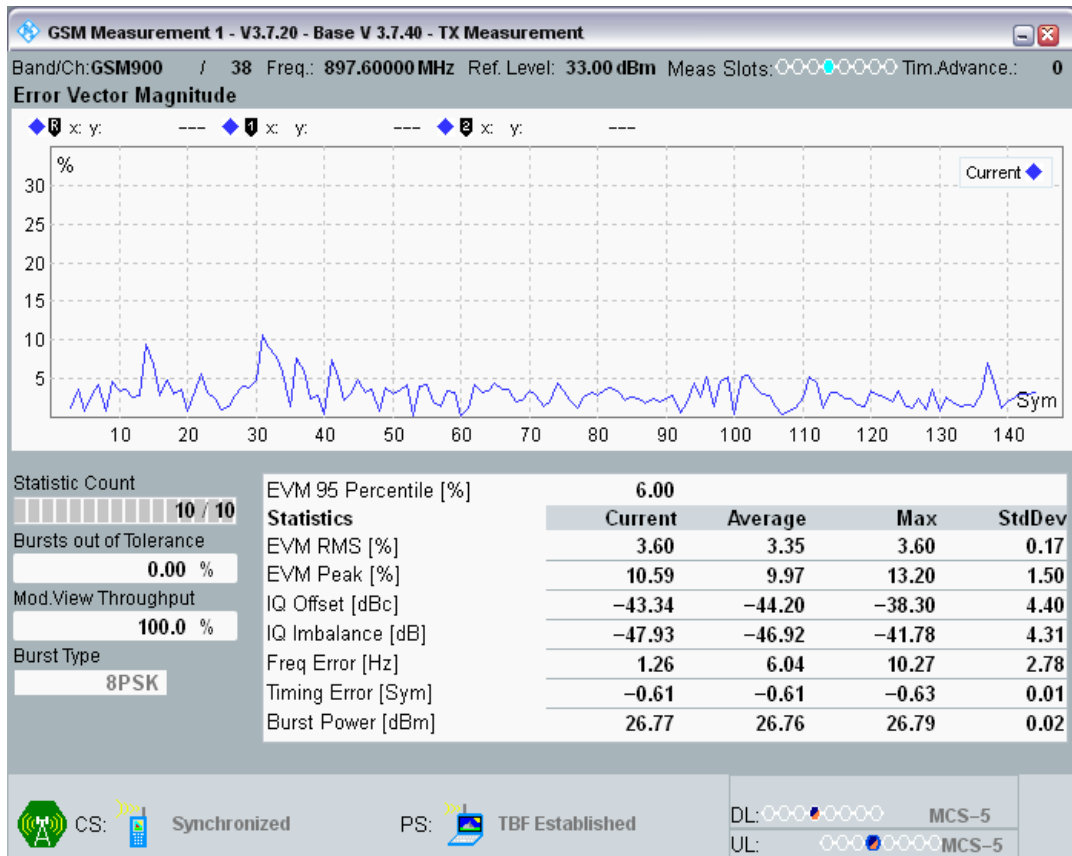 GSM Measurement 1 - V3.7.20 - Base V 3.7.40 - TX Measurement
Band/Ch:GSM900 / 38 Freq.: 897.60000 MHz Ref. Level: 33.00 dBm Meas Slots: Tim.Advance.: 0
Error Vector Magnitude
R x: y: --- 1 x: y: --- 2 x: y: ---
%
Current
30
25
20
15
10
5
Sym
10 20 30 40 50 60 70 80 90 100 110 120 130 140
Statistic Count
10 / 10
Bursts out of Tolerance
0.00 %
Mod.View Throughput
100.0 %
Burst Type
8PSK
EVM 95 Percentile [%] 6.00
Statistics Current Average Max StdDev
EVM RMS [%] 3.60 3.35 3.60 0.17
EVM Peak [%] 10.59 9.97 13.20 1.50
IQ Offset [dBc] −43.34 −44.20 −38.30 4.40
IQ Imbalance [dB] −47.93 −46.92 −41.78 4.31
Freq Error [Hz] 1.26 6.04 10.27 2.78
Timing Error [Sym] −0.61 −0.61 −0.63 0.01
Burst Power [dBm] 26.77 26.76 26.79 0.02
CS: Synchronized PS: TBF Established
DL: MCS−5
UL: MCS−5